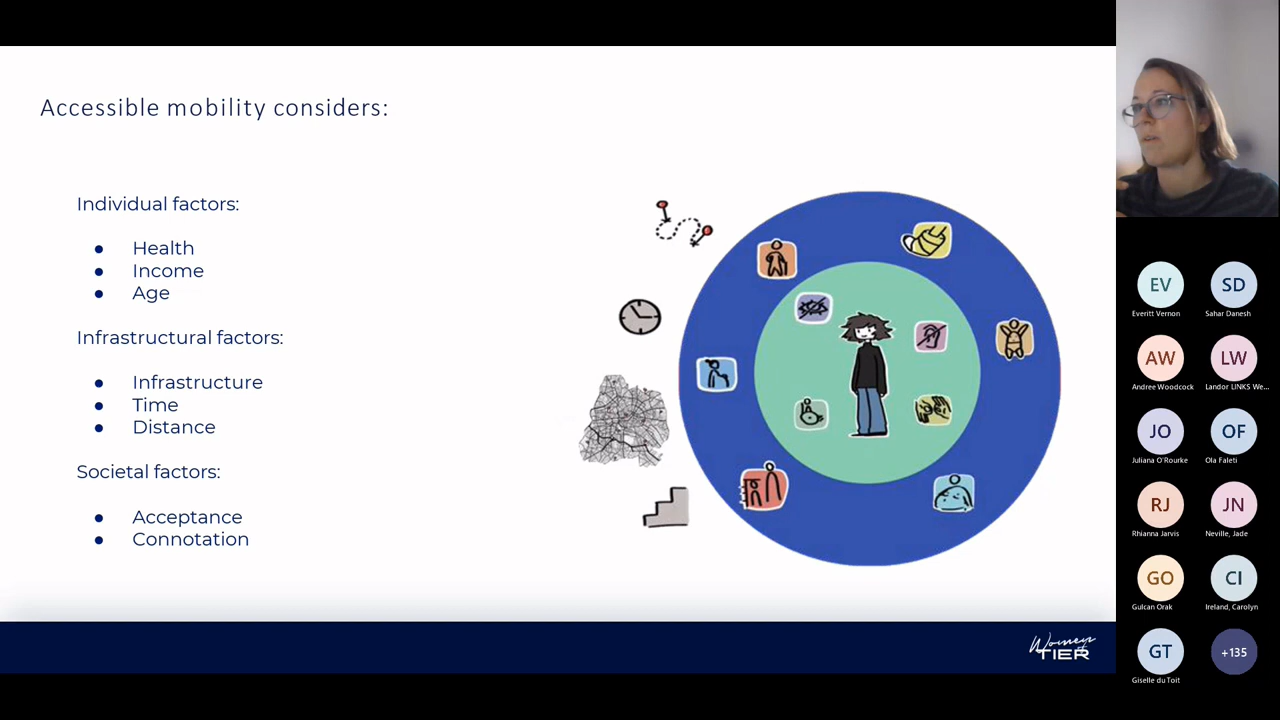 Accessible mobility considers:
Individual factors:
● Health
● Income
● Age
Infrastructural factors:
● Infrastructure
● Time
● Distance
Societal factors:
● Acceptance
● Connotation
Women
TIER
EV
Everitt Vernon
SD
Sahar Danesh
AW
Andree Woodcock
LW
Landor LINKS We...
JO
Juliana O'Rourke
OF
Ola Faleti
RJ
Rhianna Jarvis
JN
Neville, Jade
GO
Gulcan Orak
CI
Ireland, Carolyn
GT
Giselle du Toit
+135